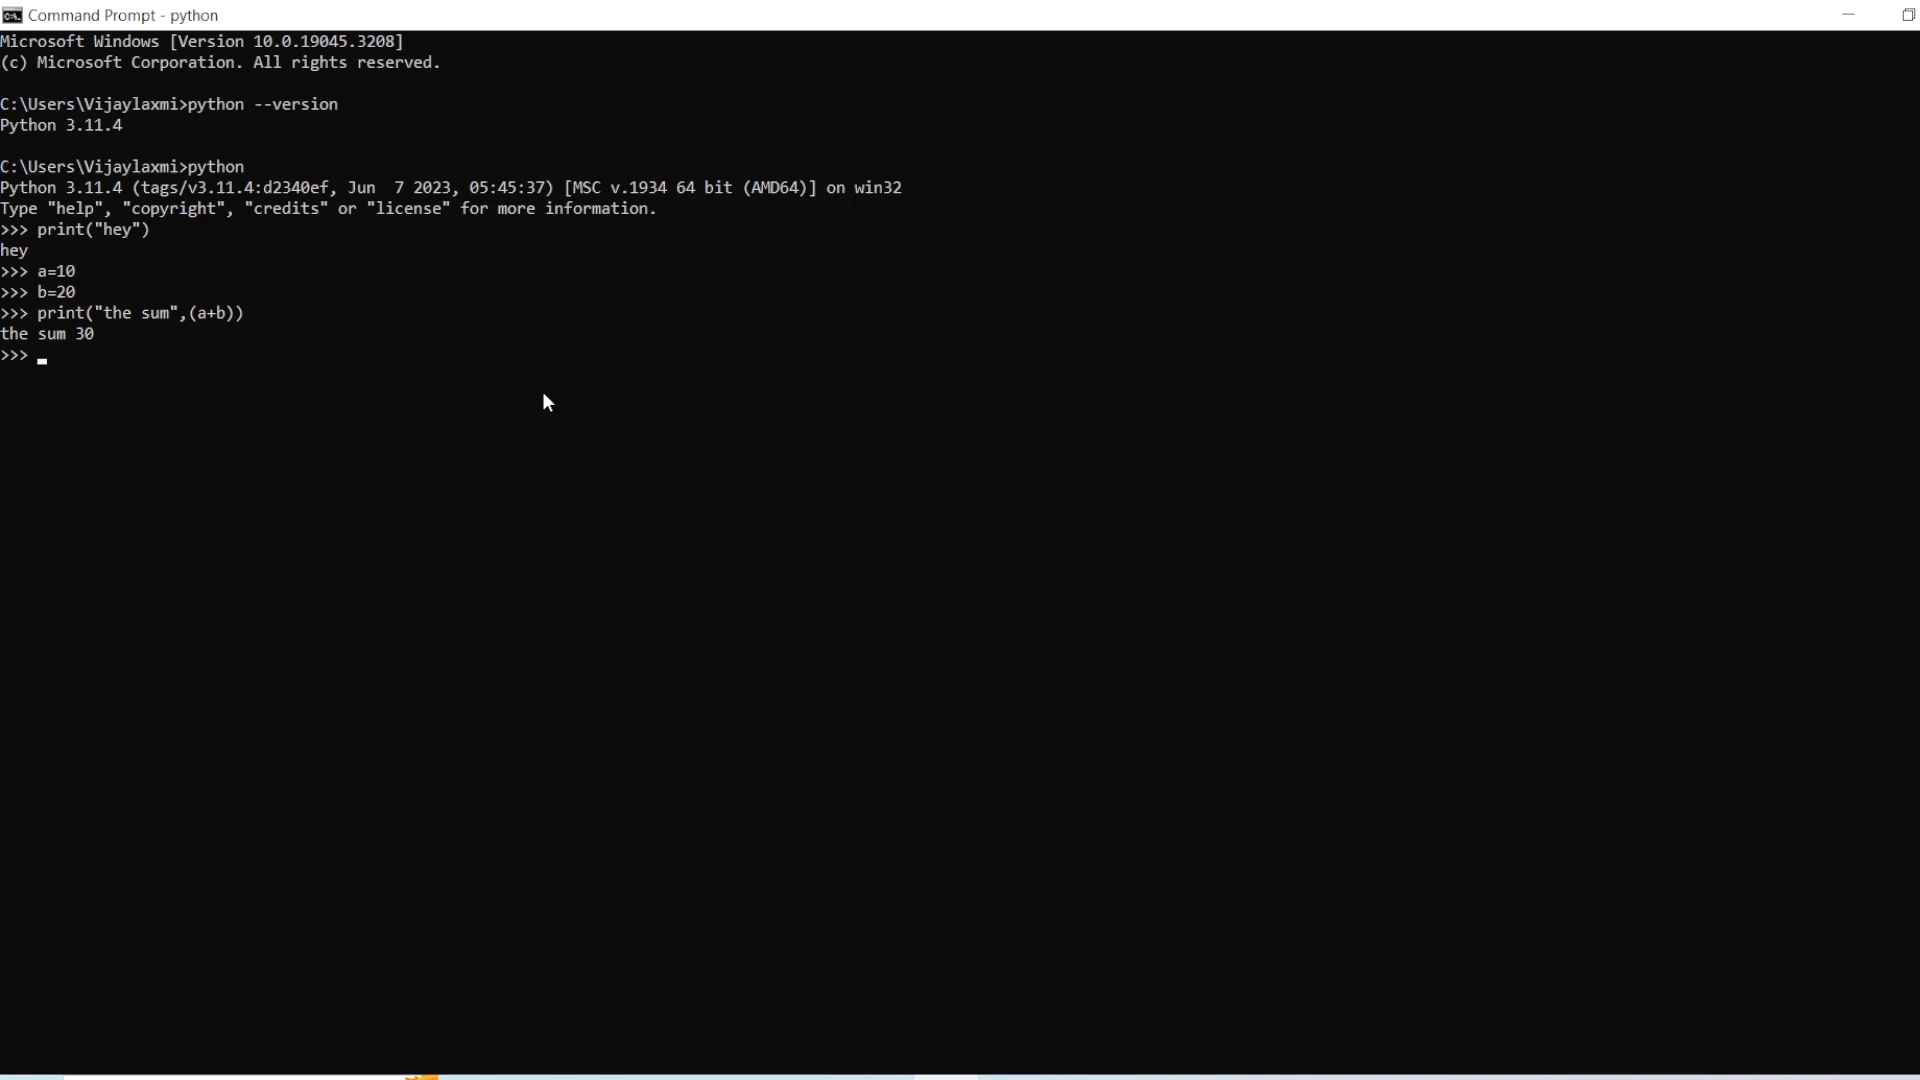 Command Prompt - python
Microsoft Windows [Version 10.0.19045.3208]
(c) Microsoft Corporation. All rights reserved.
C:\Users\Vijaylaxmi>python --version
Python 3.11.4
C:\Users\Vijaylaxmi>python
Python 3.11.4 (tags/v3.11.4:d2340ef, Jun  7 2023, 05:45:37) [MSC v.1934 64 bit (AMD64)] on win32
Type "help", "copyright", "credits" or "license" for more information.
>>> print("hey")
hey
>>> a=10
>>> b=20
>>> print("the sum",(a+b))
the sum 30
>>>